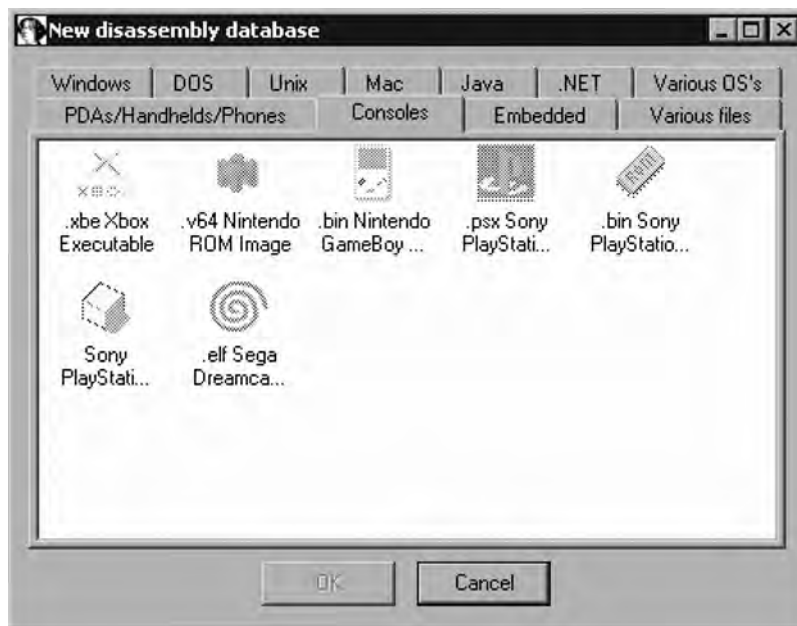 New disassembly database
Windows DOS Unix Mac Java .NET Various OS's
PDAs/Handhelds/Phones Consoles Embedded Various files
.xbe Xbox .v64 Nintendo .bin Nintendo .psx Sony .bin Sony
Executable ROM Image GameBoy ... PlayStati... PlayStatio...
Sony .elf Sega
PlayStati... Dreamca...
OK Cancel